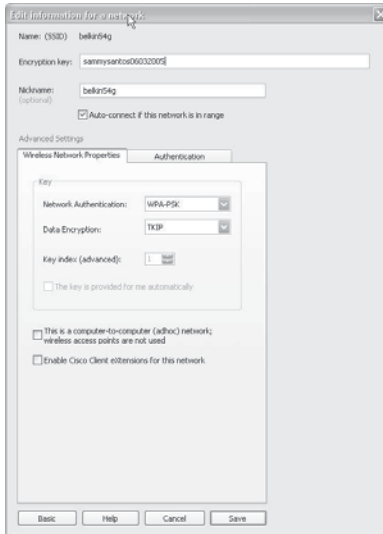 Edit information for a network
Name: (SSID) belkin54g
Encryption key: sammysantos06032005
Nickname: belkin54g
(optional)
Auto-connect if this network is in range
Advanced Settings
Wireless Network Properties Authentication
Key
Network Authentication: WPA-PSK
Data Encryption: TKIP
Key index (advanced): 1
The key is provided for me automatically
This is a computer-to-computer (adhoc) network;
wireless access points are not used
Enable Cisco Client eXtensions for this network
Basic Help Cancel Save